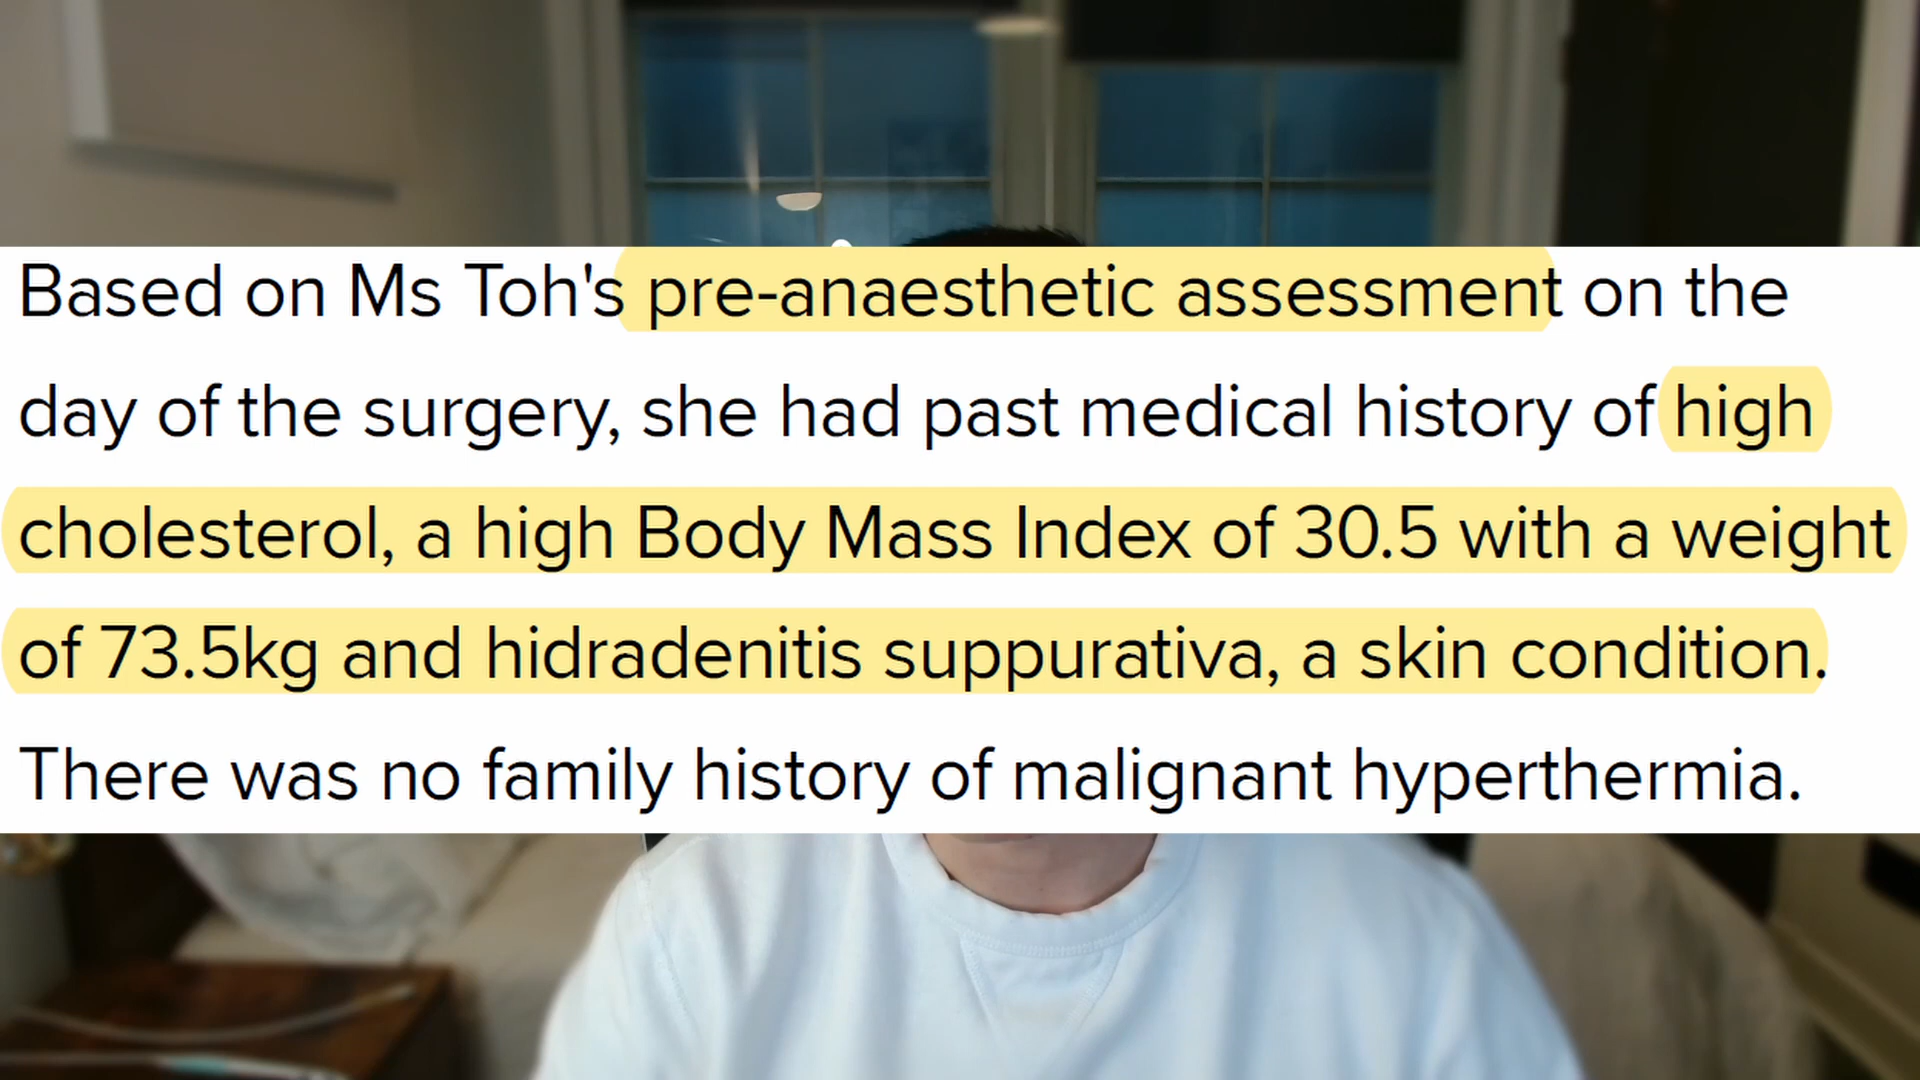 Based on Ms Toh's pre-anaesthetic assessment on the
day of the surgery, she had past medical history of high
cholesterol, a high Body Mass Index of 30.5 with a weight
of 73.5kg and hidradenitis suppurativa, a skin condition.
There was no family history of malignant hyperthermia.